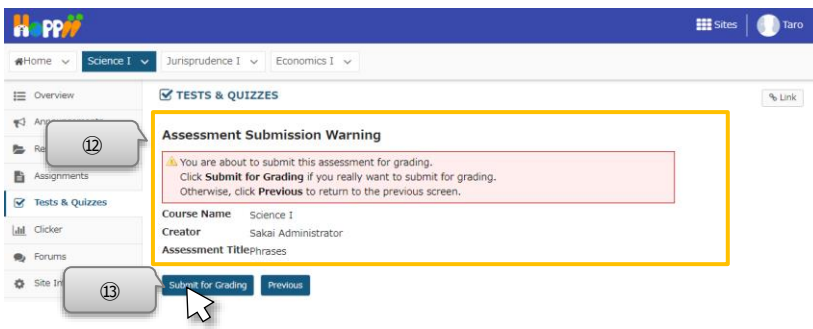 HOPPii
Sites
Taro
Home
Science I
Jurisprudence I
Economics I
Overview
TESTS & QUIZZES
Link
⑫
Assessment Submission Warning
You are about to submit this assessment for grading.
Click Submit for Grading if you really want to submit for grading.
Otherwise, click Previous to return to the previous screen.
Assignments
Tests & Quizzes
Course Name Science I
Clicker
Creator Sakai Administrator
Assessment Title Phrases
Forums
Site In
⑬
Submit for Grading
Previous